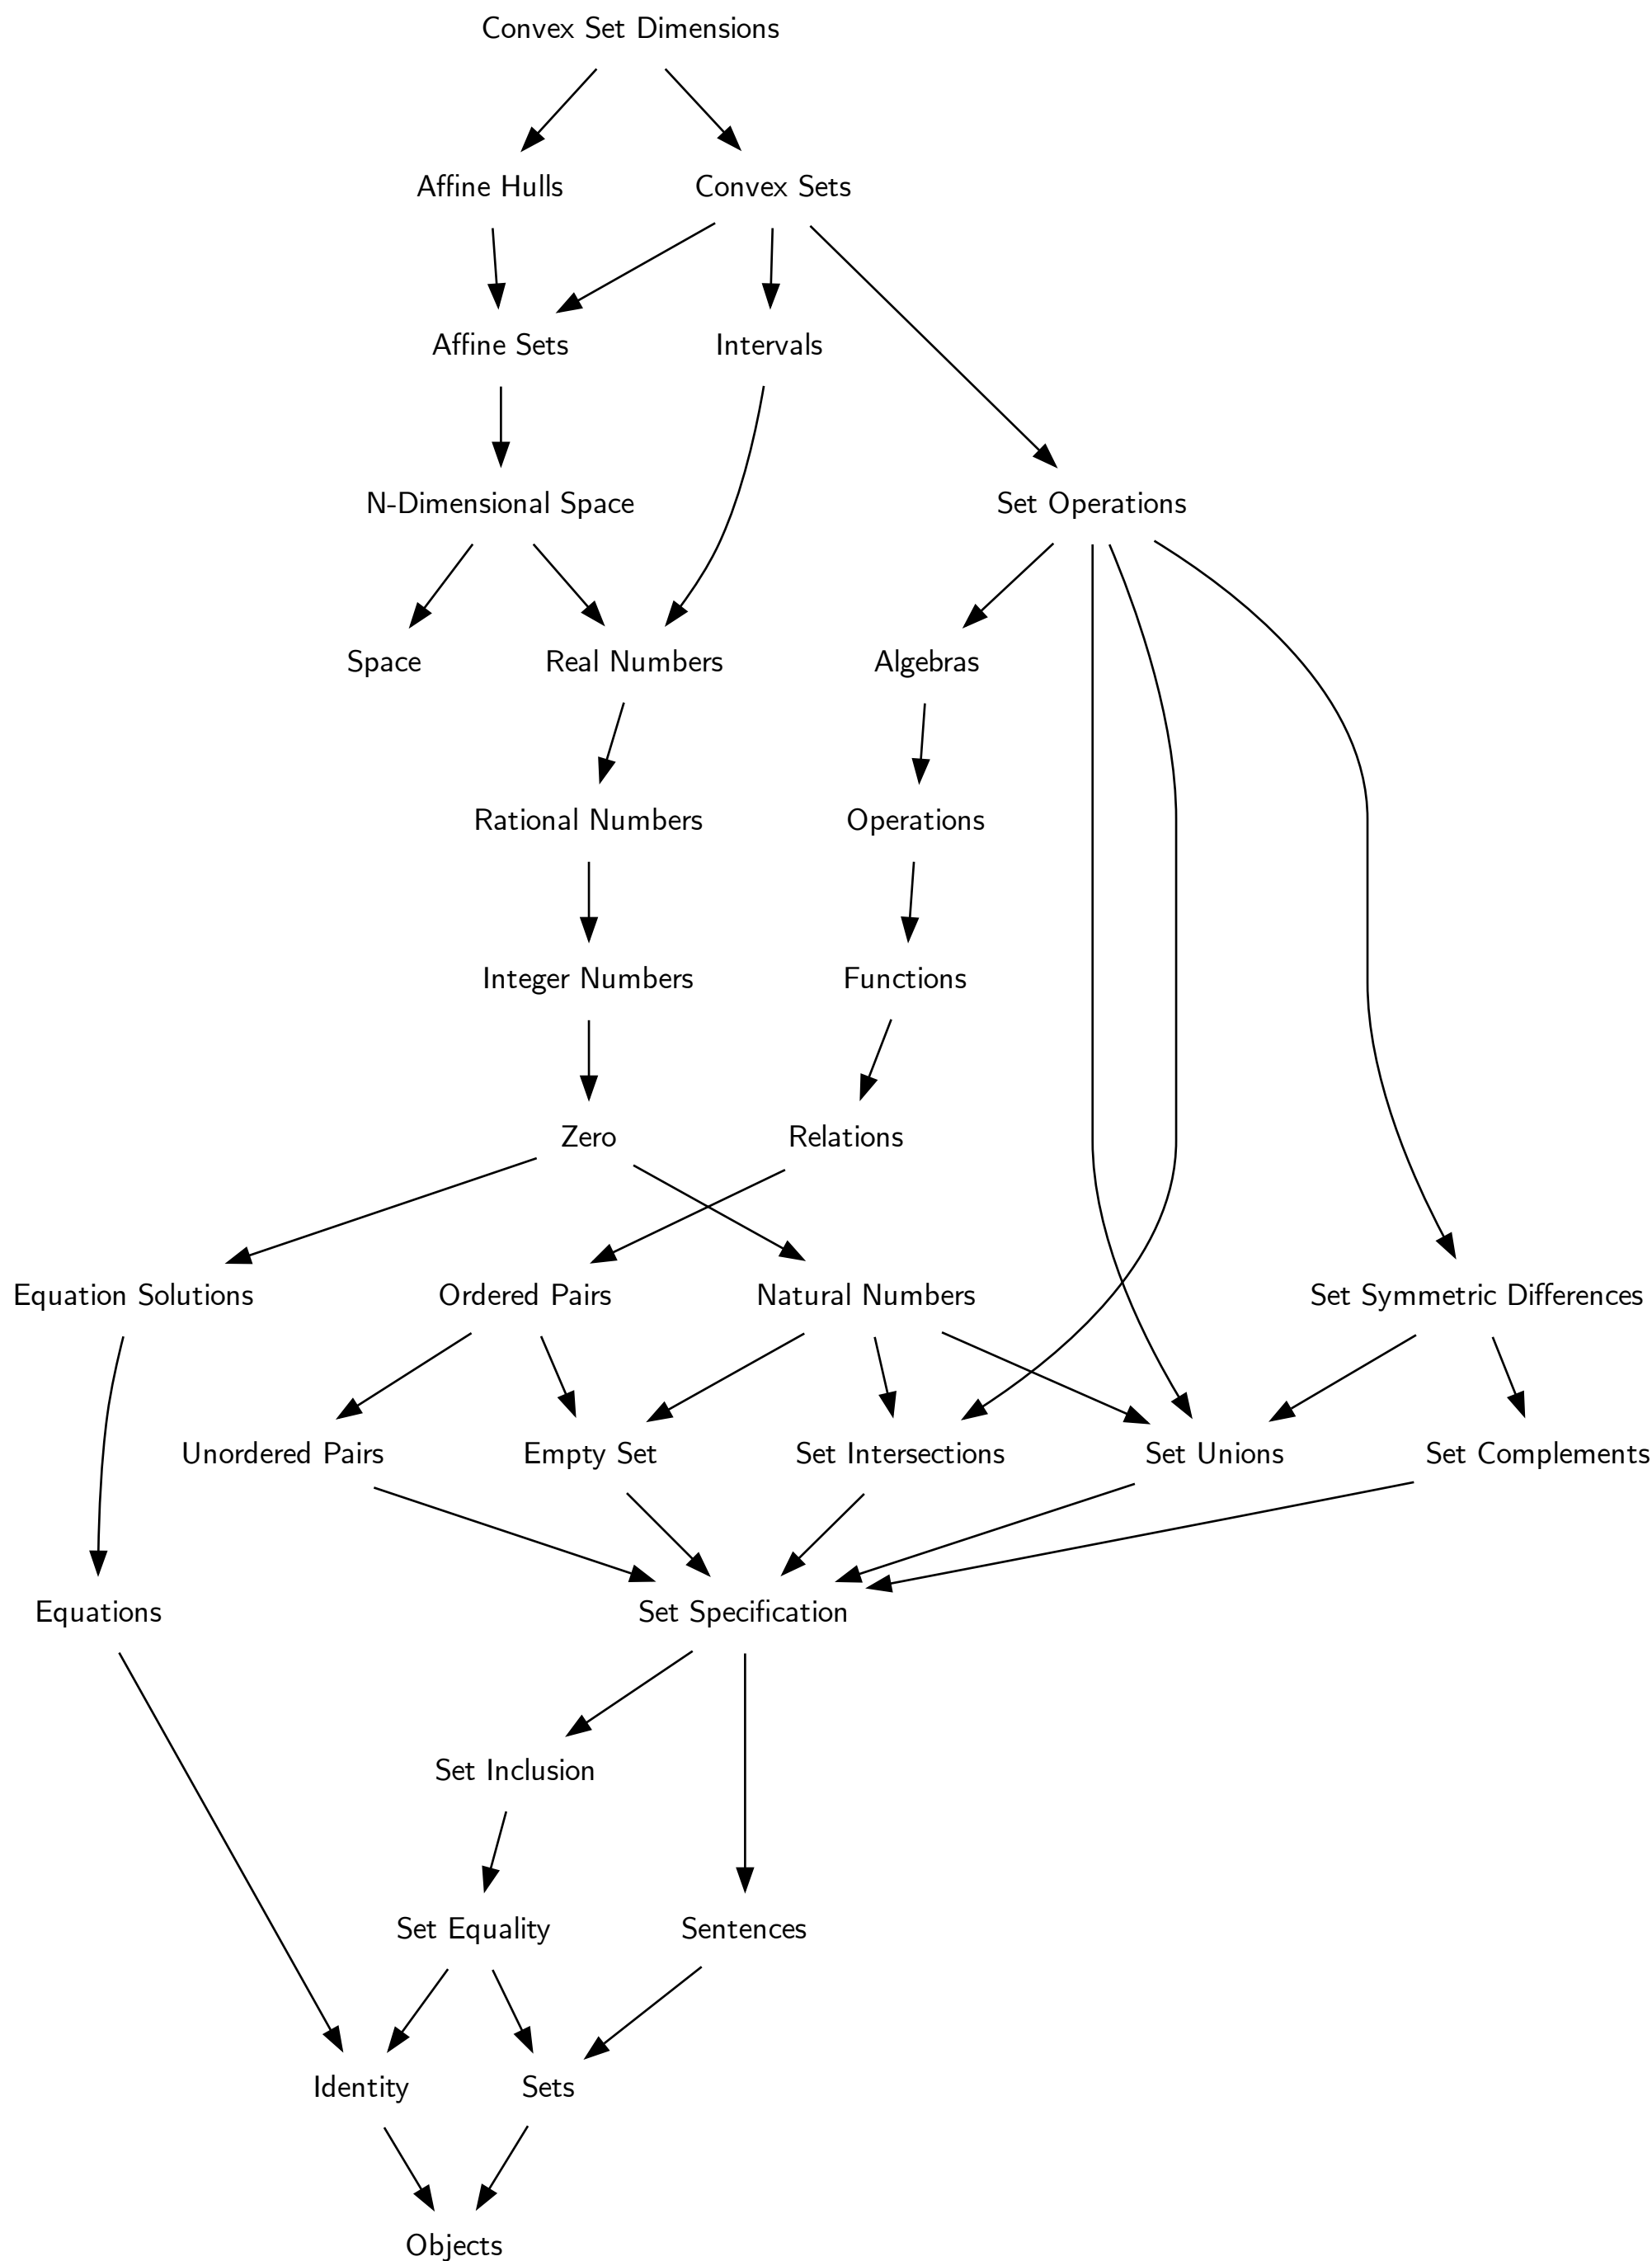 Convex Set Dimensions
Affine Hulls
Convex Sets
Affine Sets
Intervals
N-Dimensional Space
Set Operations
Space
Real Numbers
Algebras
Rational Numbers
Operations
Integer Numbers
Functions
Zero
Relations
Equation Solutions
Ordered Pairs
Natural Numbers
Set Symmetric Differences
Unordered Pairs
Empty Set
Set Intersections
Set Unions
Set Complements
Equations
Set Specification
Set Inclusion
Set Equality
Sentences
Identity
Sets
Objects